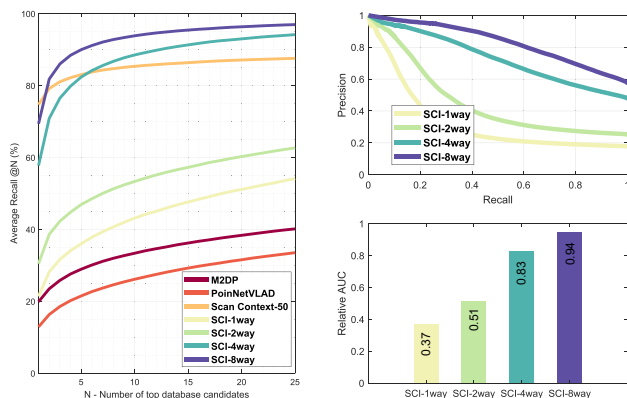 100
80
60
40
20
0
5
10
15
20
25
Average Recall @N (%)
N - Number of top database candidates
M2DP
PoinNetVLAD
Scan Context-50
SCI-1way
SCI-2way
SCI-4way
SCI-8way
1
0.8
0.6
0.4
0.2
0
0
0.2
0.4
0.6
0.8
1
Precision
Recall
SCI-1way
SCI-2way
SCI-4way
SCI-8way
1
0.8
0.6
0.4
0.2
0
Relative AUC
0.37
0.51
0.83
0.94
SCI-1way
SCI-2way
SCI-4way
SCI-8way